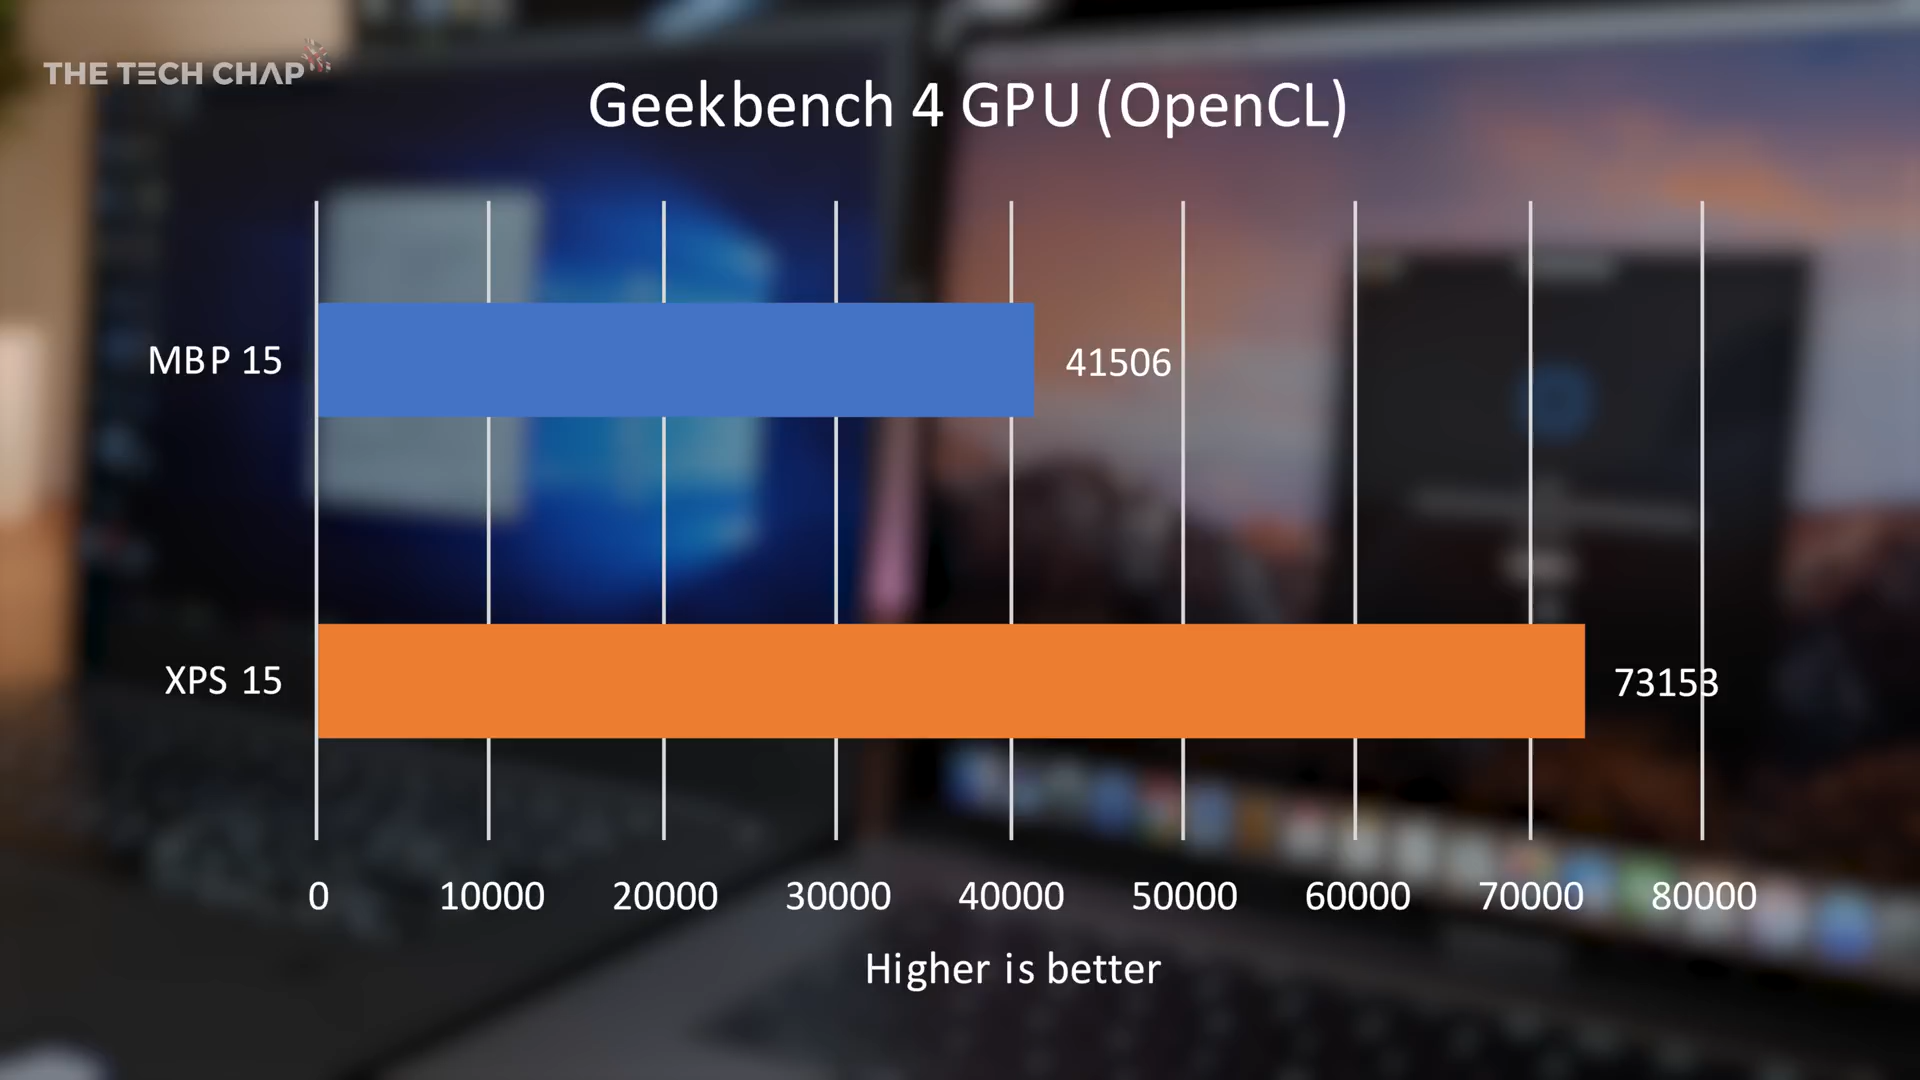 THE TECH CHAP
Geekbench 4 GPU (OpenCL)
MBP 15
41506
XPS 15
73153
0 10000 20000 30000 40000 50000 60000 70000 80000
Higher is better